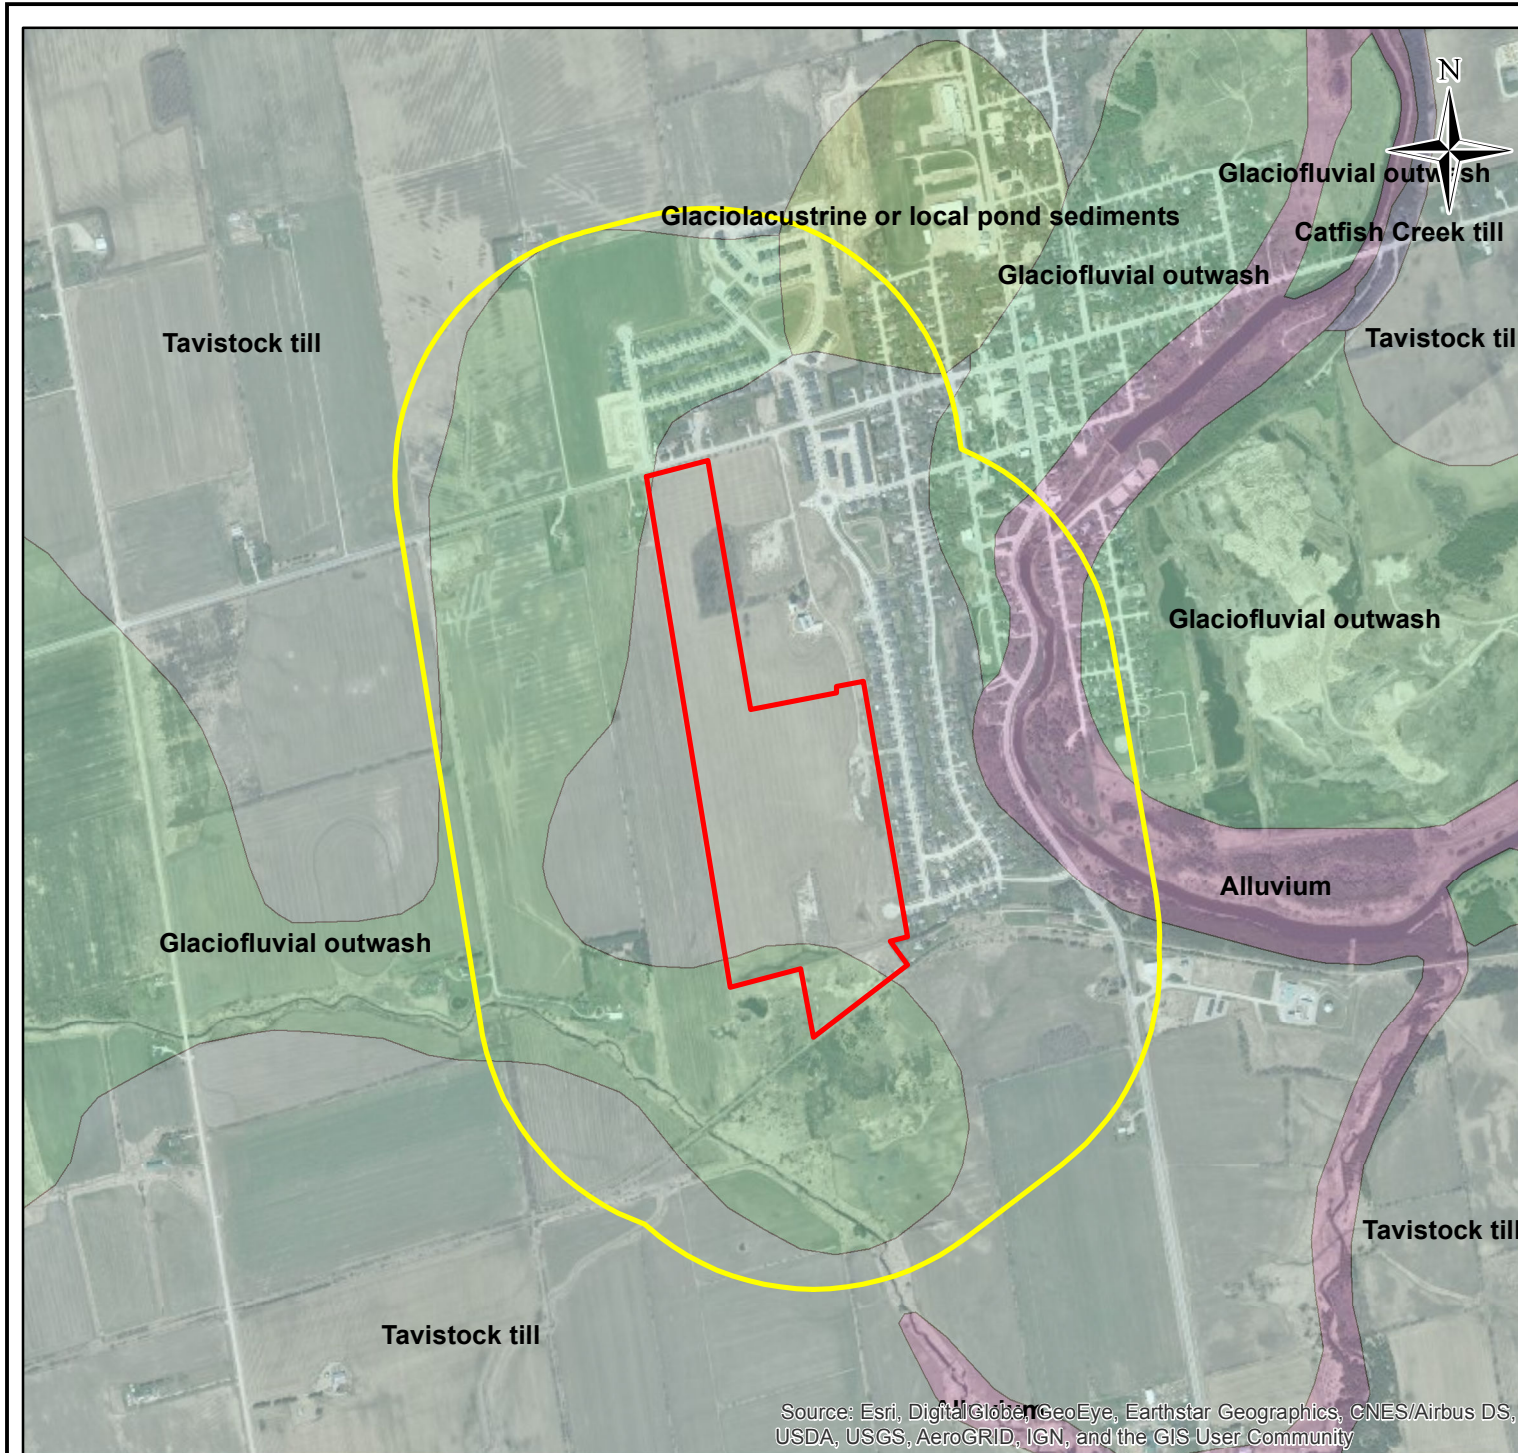 N
Glaciofluvial outwash
Glaciolacustrine or local pond sediments
Catfish Creek till
Glaciofluvial outwash
Tavistock till
Tavistock til
Glaciofluvial outwash
Alluvium
Glaciofluvial outwash
Tavistock till
Tavistock till
Alluvium
Source: Esri, DigitalGlobe, GeoEye, Earthstar Geographics, CNES/Airbus DS,
USDA, USGS, AeroGRID, IGN, and the GIS User Community